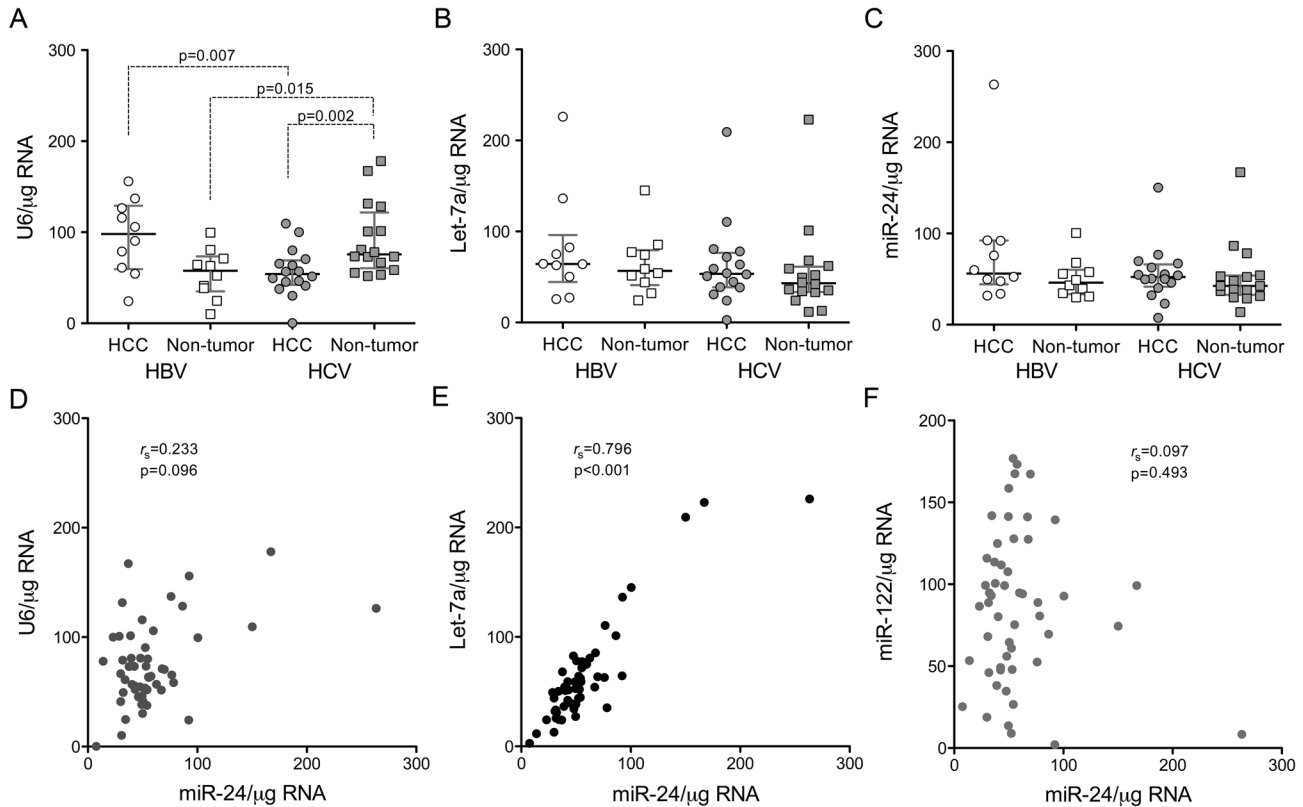 A
U6/μg RNA
300
200
100
0
p=0.007
p=0.015
p=0.002
HCC Non-tumor HCC Non-tumor
HBV HCV
B
Let-7a/μg RNA
300
200
100
0
HCC Non-tumor HCC Non-tumor
HBV HCV
C
miR-24/μg RNA
300
200
100
0
HCC Non-tumor HCC Non-tumor
HBV HCV
D
U6/μg RNA
300
200
100
0
rs=0.233
p=0.096
0 100 200 300
miR-24/μg RNA
E
Let-7a/μg RNA
300
200
100
0
rs=0.796
p<0.001
0 100 200 300
miR-24/μg RNA
F
miR-122/μg RNA
200
150
100
50
0
rs=0.097
p=0.493
0 100 200 300
miR-24/μg RNA